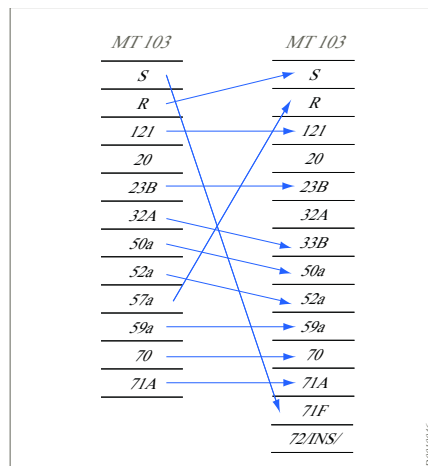 MT 103 MT 103
S S
R R
121 121
20 20
23B 23B
32A 32A
50a 33B
52a 50a
57a 52a
59a 59a
70 70
71A 71A
71F
72/INS/